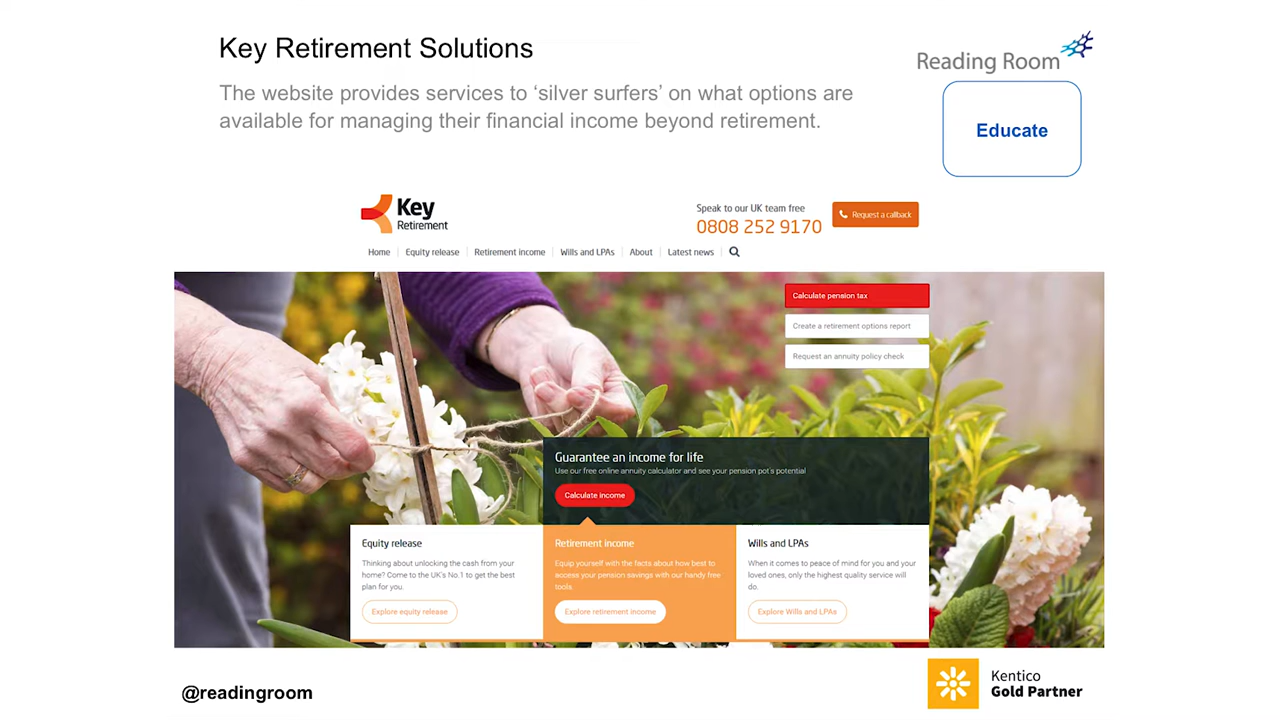 Key Retirement Solutions
Reading Room
The website provides services to ‘silver surfers’ on what options are
available for managing their financial income beyond retirement.
Educate
Key
Retirement
Speak to our UK team free
0808 252 9170
Request a callback
Home
Equity release
Retirement income
Wills and LPAs
About
Latest news
Calculate pension tax
Create a retirement options report
Request an annuity policy check
Guarantee an income for life
Use our free online annuity calculator and see your pension pot's potential
Calculate income
Equity release
Thinking about unlocking the cash from your
home? Come to the UK's No.1 to get the best
plan for you.
Explore equity release
Retirement income
Equip yourself with the facts about how best to
access your pension savings with our handy free
tools.
Explore retirement income
Wills and LPAs
When it comes to peace of mind for you and your
loved ones, only the highest quality service will
do.
Explore Wills and LPAs
@readingroom
Kentico
Gold Partner